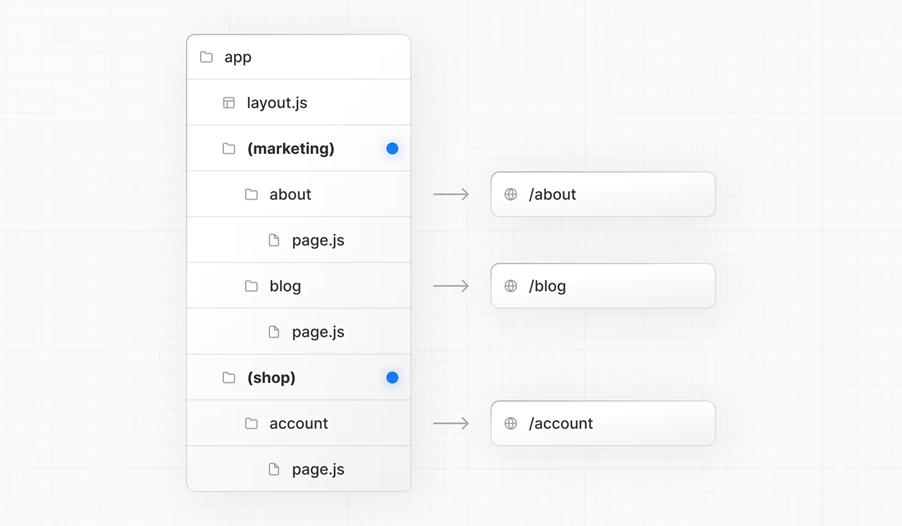 app
layout.js
(marketing)
about
/about
page.js
blog
/blog
page.js
(shop)
account
/account
page.js